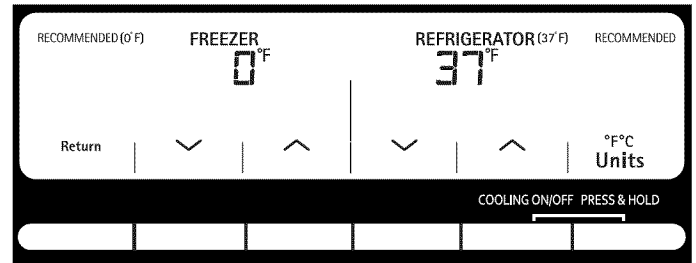 RECOMMENDED (0°F) FREEZER REFRIGERATOR (37°F) RECOMMENDED
0°F 37°F
Return °F°C
Units
COOLING ON/OFF PRESS & HOLD